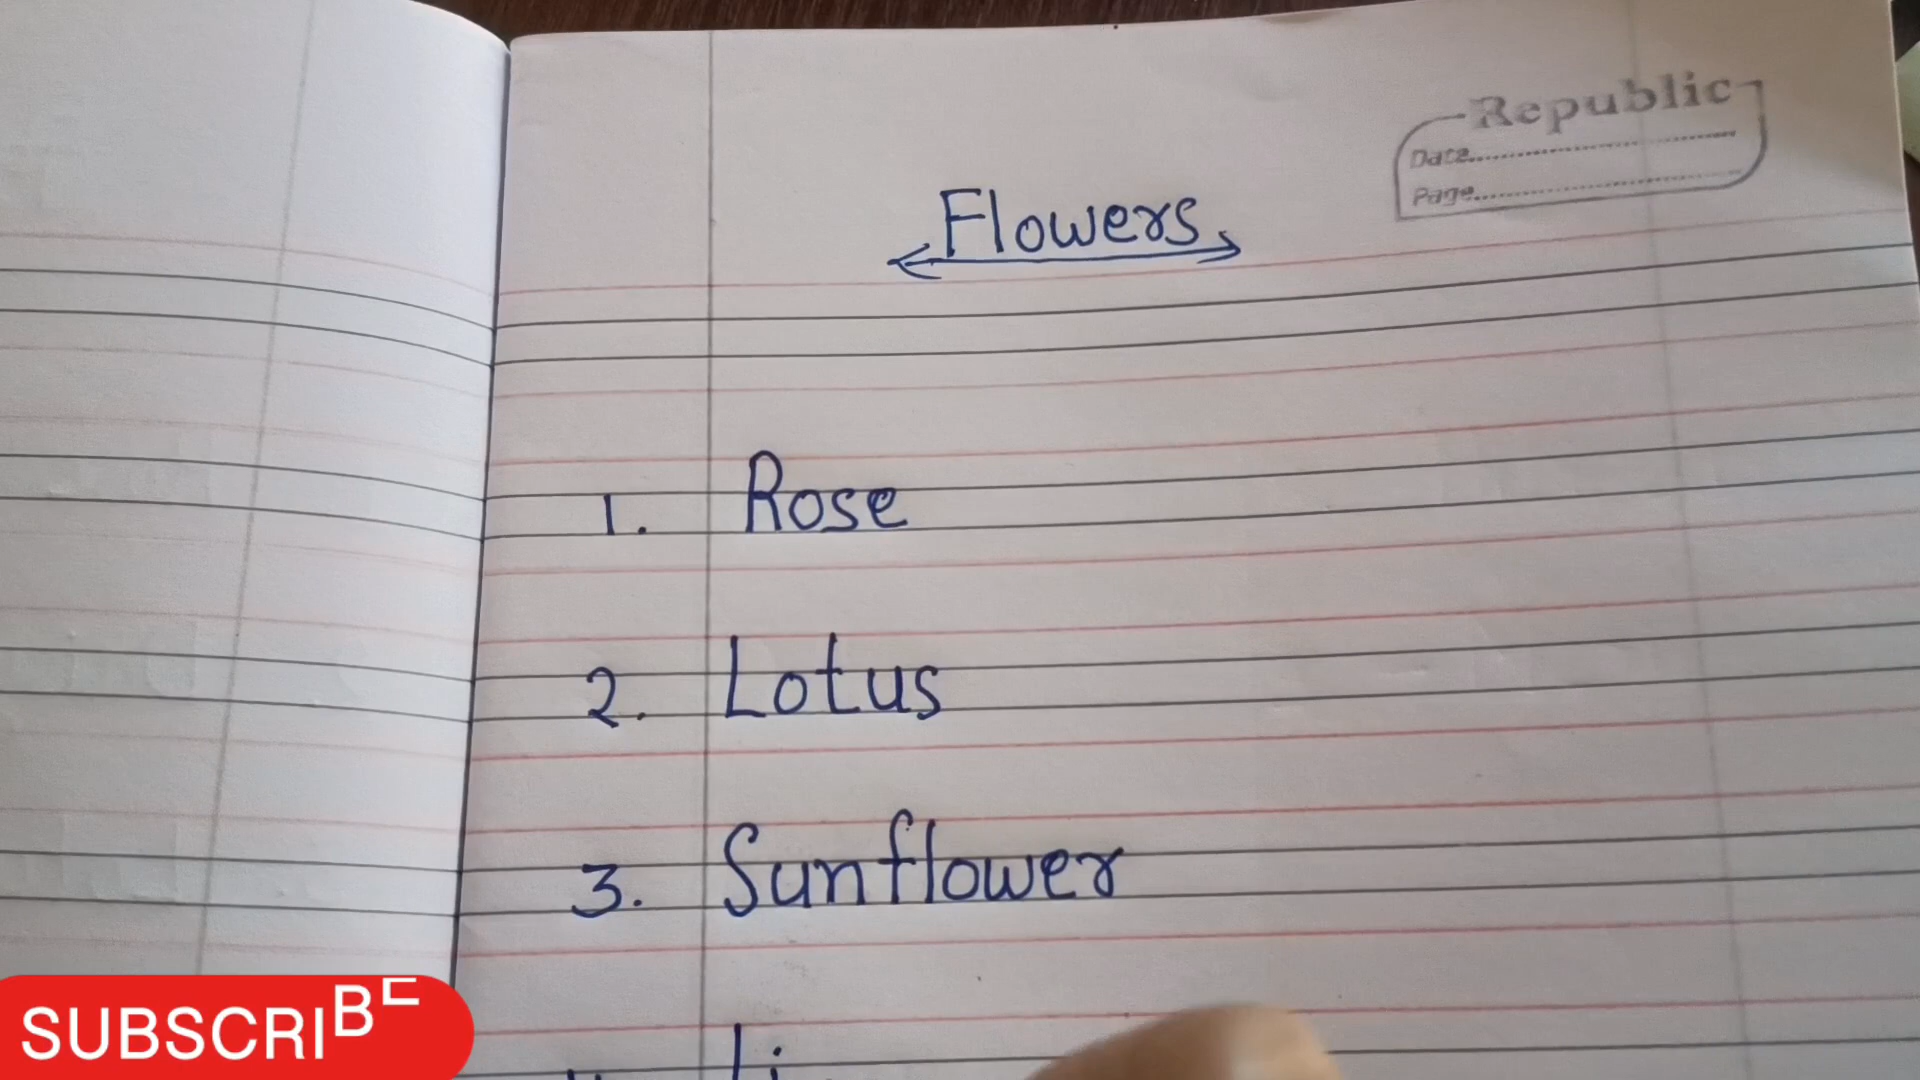 Republic
Date
Page
Flowers
1. Rose
2. Lotus
3. Sunflower
SUBSCRIBE